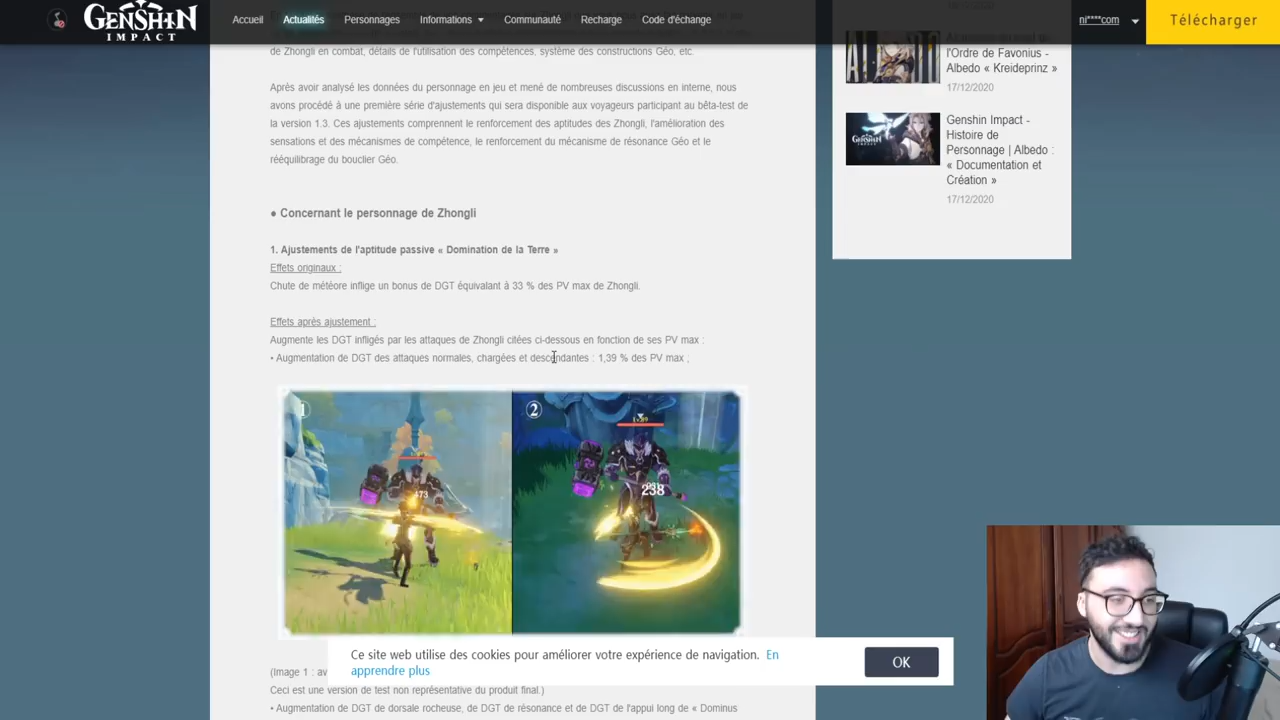 GENSHIN
IMPACT
Accueil
Actualités
Personnages
Informations
Communauté
Recharge
Code d'échange
ni****com
Télécharger
de Zhongli en combat, détails de l'utilisation des compétences, système des constructions Géo, etc.
Après avoir analysé les données du personnage en jeu et mené de nombreuses discussions en interne, nous
avons procédé à une première série d'ajustements qui sera disponible aux voyageurs participant au bêta-test de
la version 1.3. Ces ajustements comprennent le renforcement des aptitudes des Zhongli, l'amélioration des
sensations et des mécanismes de compétence, le renforcement du mécanisme de résonance Géo et le
rééquilibrage du bouclier Géo.
● Concernant le personnage de Zhongli
1. Ajustements de l'aptitude passive « Domination de la Terre »
Effets originaux :
Chute de météore inflige un bonus de DGT équivalant à 33 % des PV max de Zhongli.
Effets après ajustement :
Augmente les DGT infligés par les attaques de Zhongli citées ci-dessous en fonction de ses PV max :
• Augmentation de DGT des attaques normales, chargées et descendantes : 1,39 % des PV max ;
1
473
2
238
(Image 1 : av
Ceci est une version de test non représentative du produit final.)
• Augmentation de DGT de dorsale rocheuse, de DGT de résonance et de DGT de l'appui long de « Dominus
l'Ordre de Favonius -
Albedo « Kreideprinz »
17/12/2020
Genshin Impact -
Histoire de
Personnage | Albedo :
« Documentation et
Création »
17/12/2020
Ce site web utilise des cookies pour améliorer votre expérience de navigation. En
apprendre plus
OK